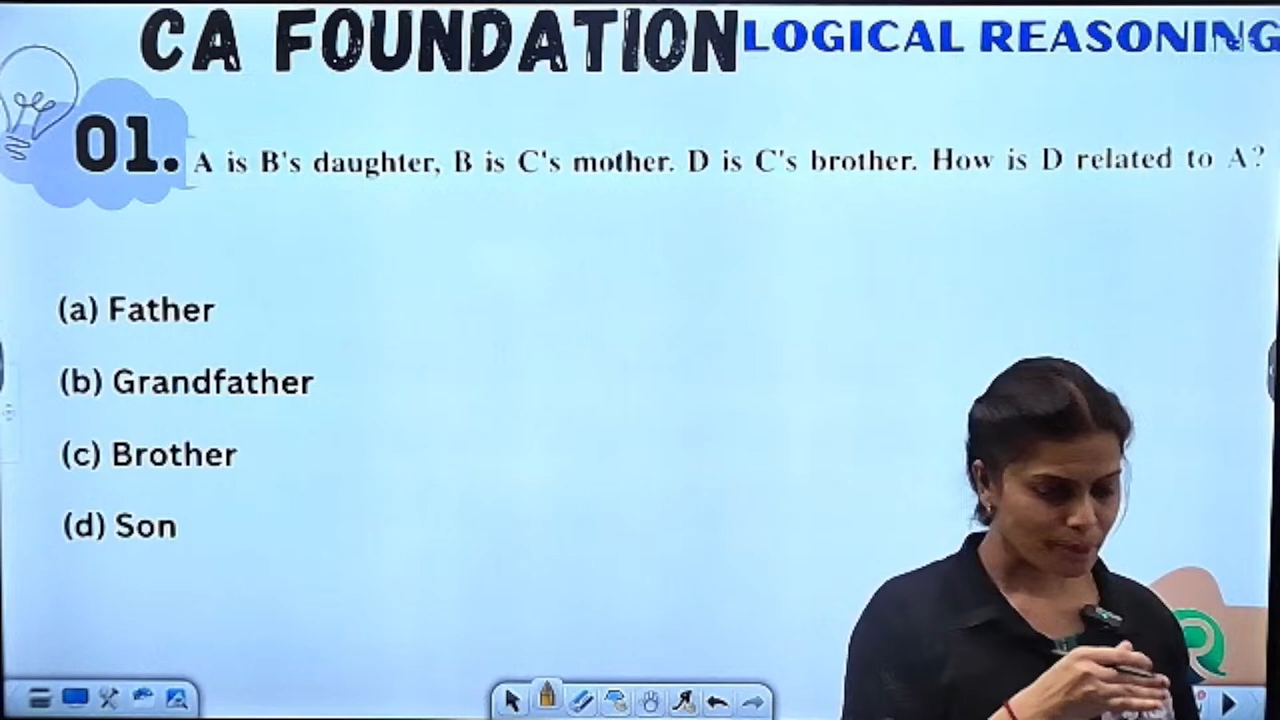 CA FOUNDATION LOGICAL REASONING
01. A is B's daughter, B is C's mother. D is C's brother. How is D related to A?
(a) Father
(b) Grandfather
(c) Brother
(d) Son